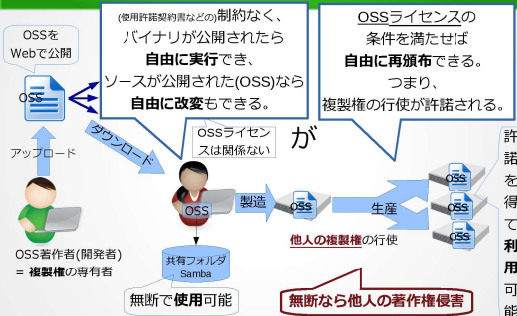 OSSを
Webで公開
(使用許諾契約書などの)制約なく、
バイナリが公開されたら
自由に実行でき、
ソースが公開された(OSS)なら
自由に改変もできる。
OSSライセンスの
条件を満たせば
自由に再頒布できる。
つまり、
複製権の行使が許諾される。
OSS
ダウンロード
OSSライセン
スは関係ない
が
アップロード
OSS
製造
OSS
生産
OSS
OSS
OSS
他人の複製権の行使
OSS著作者(開発者)
= 複製権の専有者
共有フォルダ
Samba
無断で使用可能
無断なら他人の著作権侵害
許
諾
を
得
て
利
用
可
能